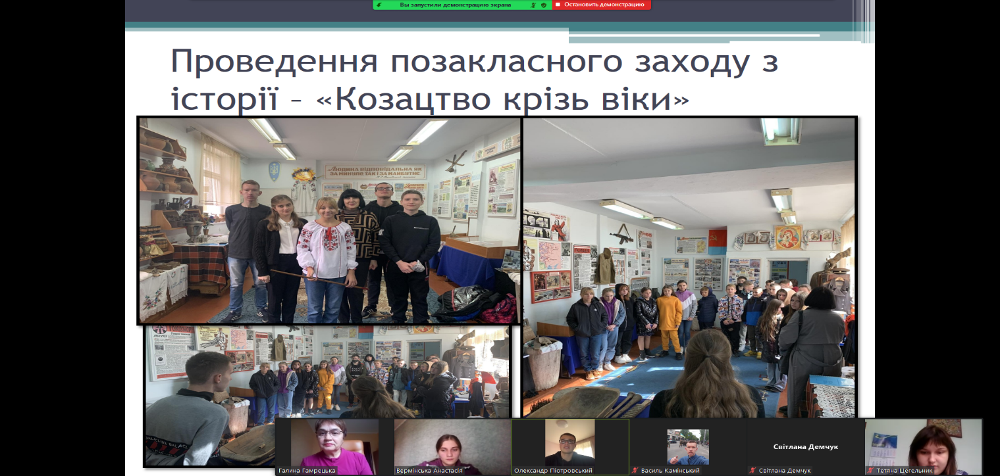 Вы запустили демонстрацию экрана
Остановить демонстрацию
Проведення позакласного заходу з
історії - «Козацтво крізь віки»
ЛЮДИНА ВІДПОВІДАЛЬНА ЯК
ЗА МИНУЛЕ ТАК І ЗА МАЙБУТНЄ
Світлана Демчук
Галина Гамрецька
Вермінська Анастасія
Олександр Піотровський
Василь Камінський
Світлана Демчук
Тетяна Цегельник